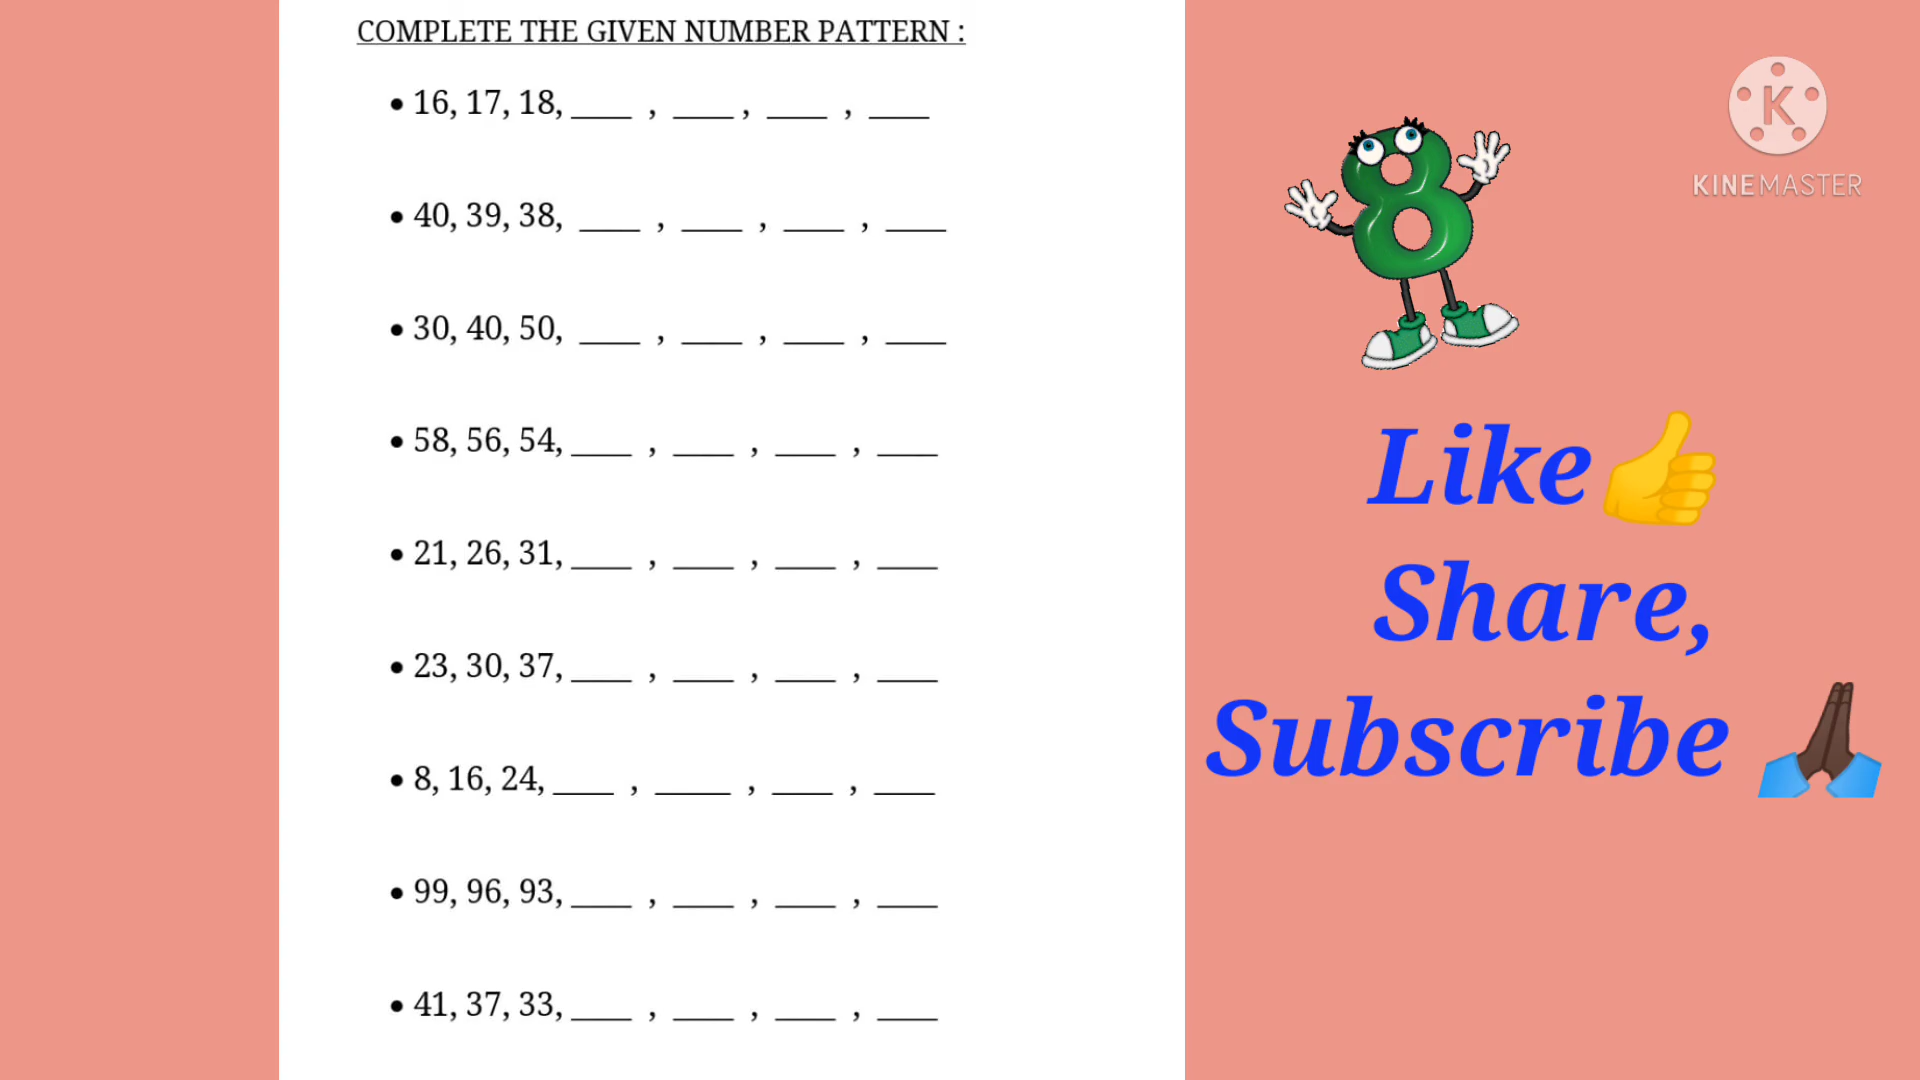 COMPLETE THE GIVEN NUMBER PATTERN :
• 16, 17, 18, ____ , ____ , ____ , ____
• 40, 39, 38, ____ , ____ , ____ , ____
• 30, 40, 50, ____ , ____ , ____ , ____
• 58, 56, 54, ____ , ____ , ____ , ____
• 21, 26, 31, ____ , ____ , ____ , ____
• 23, 30, 37, ____ , ____ , ____ , ____
• 8, 16, 24, ____ , _____ , ____ , ____
• 99, 96, 93, ____ , ____ , ____ , ____
• 41, 37, 33, ____ , ____ , ____ , ____
K
KINEMASTER
8
Like👍
Share,
Subscribe 🙏🏿